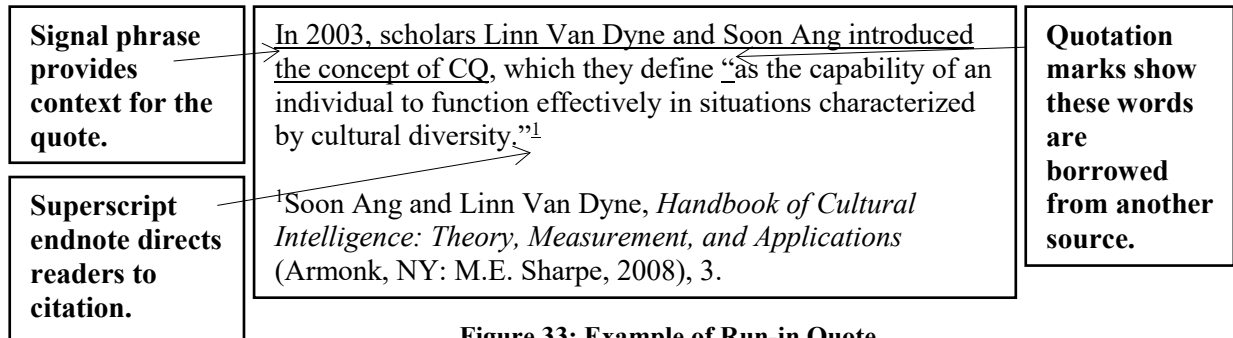 Signal phrase
provides
context for the
quote.
Superscript
endnote directs
readers to
citation.
In 2003, scholars Linn Van Dyne and Soon Ang introduced
the concept of CQ, which they define “as the capability of an
individual to function effectively in situations characterized
by cultural diversity.”1
1Soon Ang and Linn Van Dyne, Handbook of Cultural
Intelligence: Theory, Measurement, and Applications
(Armonk, NY: M.E. Sharpe, 2008), 3.
Quotation
marks show
these words
are
borrowed
from another
source.
Figure 33: Example of Run-in Quote